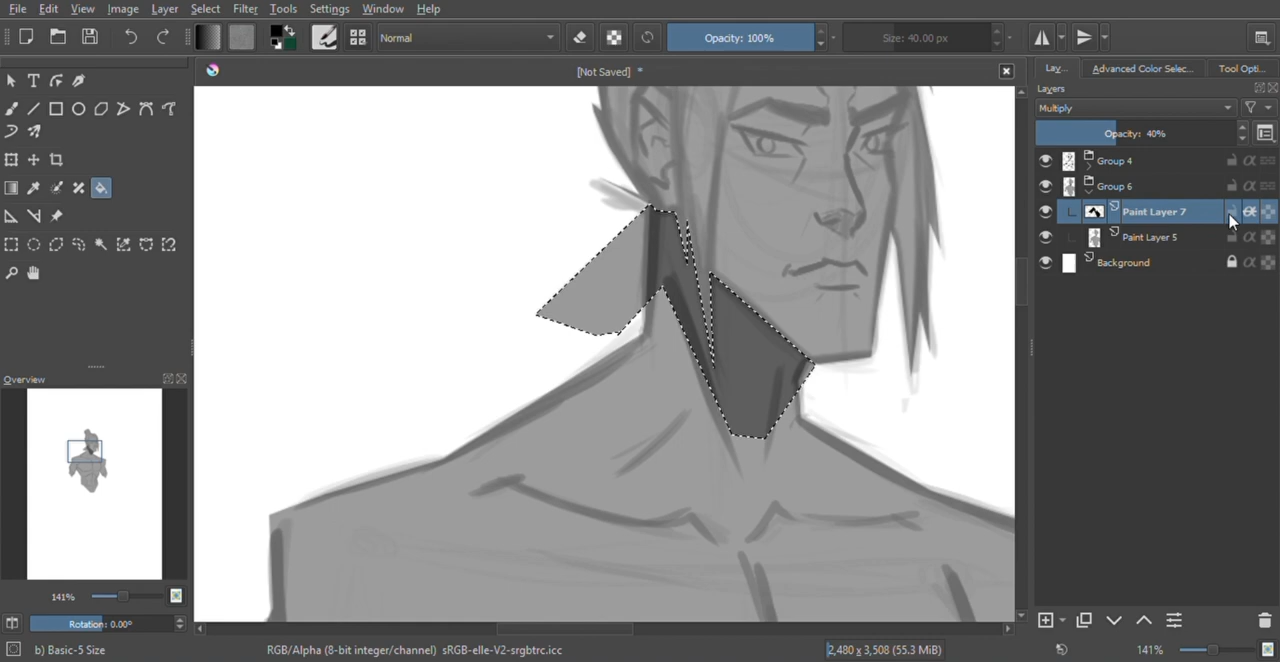 File Edit View Image Layer Select Filter Tools Settings Window Help
Normal Opacity: 100% Size: 40.00 px
[Not Saved] *
Lay... Advanced Color Selec... Tool Opti...
Layers
Multiply
Opacity: 40%
Group 4
Group 6
Paint Layer 7
Paint Layer 5
Background
Overview
141%
Rotation: 0.00°
b) Basic-5 Size RGB/Alpha (8-bit integer/channel) sRGB-elle-V2-srgbtrc.icc 2,480 x 3,508 (55.3 MiB) 141%